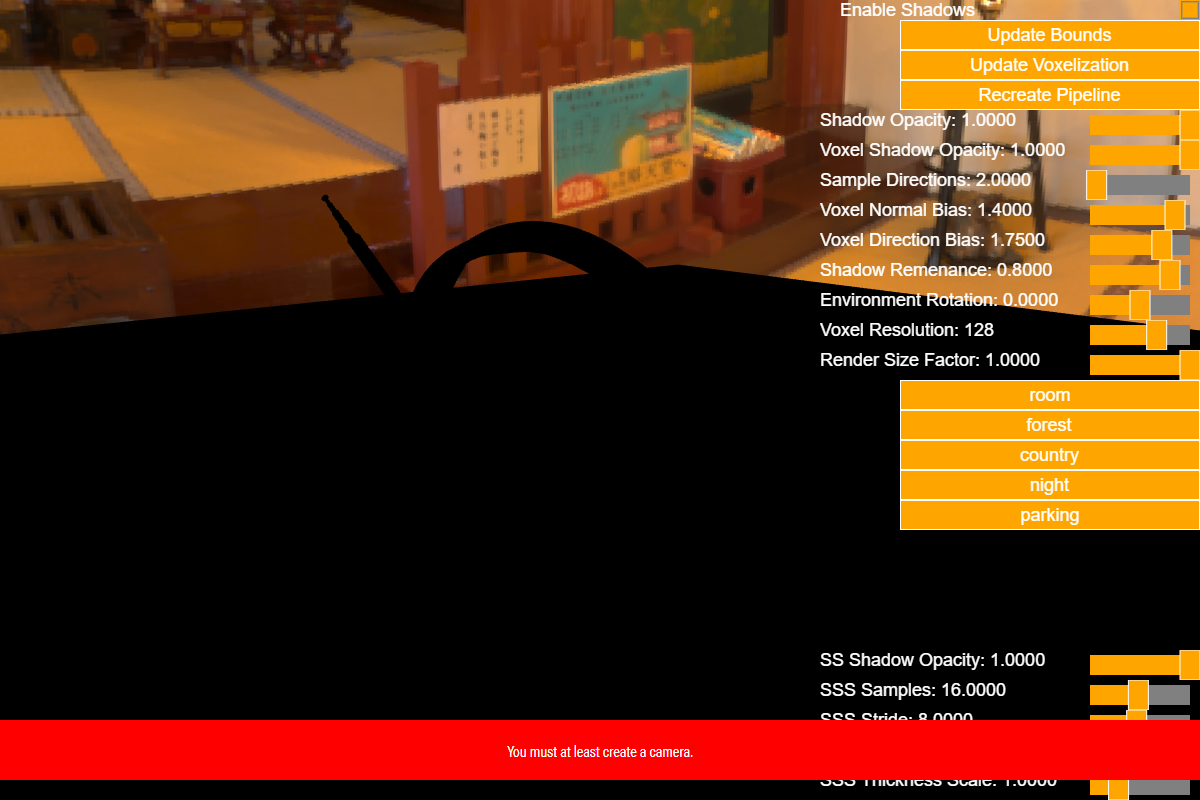 Enable Shadows
Update Bounds
Update Voxelization
Recreate Pipeline
Shadow Opacity: 1.0000
Voxel Shadow Opacity: 1.0000
Sample Directions: 2.0000
Voxel Normal Bias: 1.4000
Voxel Direction Bias: 1.7500
Shadow Remenance: 0.8000
Environment Rotation: 0.0000
Voxel Resolution: 128
Render Size Factor: 1.0000
room
forest
country
night
parking
SS Shadow Opacity: 1.0000
SSS Samples: 16.0000
SSS Stride: 8.0000
You must at least create a camera.
SSS Thickness Scale: 1.0000